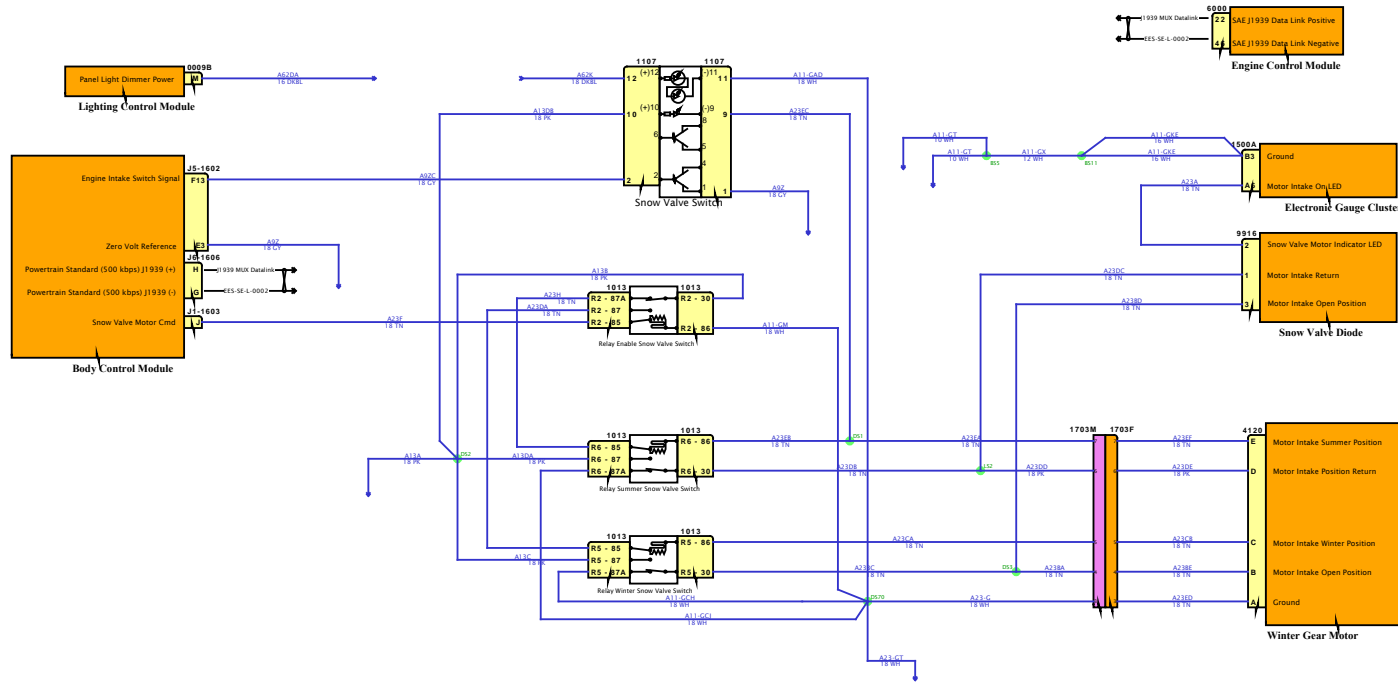 6000
J1939 MUX Datalink
22
SAE J1939 Data Link Positive
EES-SE-L-0002
SAE J1939 Data Link Negative
Engine Control Module
0009B
Panel Light Dimmer Power
M
A62DA
16 DKBL
Lighting Control Module
1107
1107
A62K
18 DKBL
12
(+)12
(-)11
11
A11-GAD
18 WH
A13DB
18 PK
10
(+)10
(-)9
9
A23EC
18 TN
8
6
5
4
2
2
1
1
A9Z
18 GY
Snow Valve Switch
J5-1602
Engine Intake Switch Signal
F13
A9ZC
18 GY
Zero Volt Reference
E3
A9Z
18 GY
J6-1606
Powertrain Standard (500 kbps) J1939 (+)
H
J1939 MUX Datalink
Powertrain Standard (500 kbps) J1939 (-)
G
EES-SE-L-0002
J1-1603
Snow Valve Motor Cmd
J
A23F
18 TN
Body Control Module
A11-GT
10 WH
A11-GT
10 WH
BS5
A11-GX
12 WH
BS11
A11-GKE
16 WH
A11-GKE
16 WH
1500A
B3
Ground
A23A
18 TN
Motor Intake On LED
Electronic Gauge Cluste
9916
2
Snow Valve Motor Indicator LED
A23DC
18 TN
1
Motor Intake Return
A23BD
18 TN
3
Motor Intake Open Position
Snow Valve Diode
A13B
18 PK
1013
1013
A23H
18 TN
R2 - 87A
R2 - 30
A23DA
18 TN
R2 - 87
R2 - 85
R2 - 86
A11-GM
18 WH
Relay Enable Snow Valve Switch
1013
1013
R6 - 85
R6 - 86
A23EB
18 TN
DS1
A23EA
18 TN
A13A
18 PK
DS2
A13DA
18 PK
R6 - 87
R6 - 87A
R6 - 30
A23DB
18 TN
LS2
A23DD
18 PK
Relay Summer Snow Valve Switch
1703M
1703F
4120
A23EF
18 TN
E
Motor Intake Summer Position
A23DE
18 PK
D
Motor Intake Position Return
1013
1013
R5 - 85
R5 - 86
A23CA
18 TN
A23CB
18 TN
C
Motor Intake Winter Position
A13C
R5 - 87
R5 - 87A
R5 - 30
18 TN
DS3
A23BA
18 TN
A23BE
18 TN
B
Motor Intake Open Position
Relay Winter Snow Valve Switch
A11-GCH
18 WH
DS70
A23-G
18 WH
A23ED
18 TN
A
Ground
A11-GCJ
18 WH
Winter Gear Motor
A23-GT
18 WH